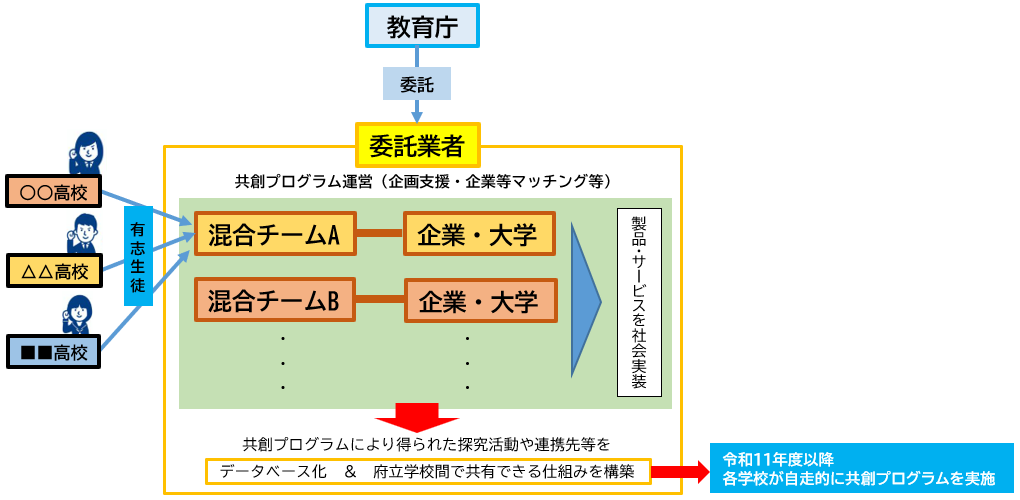 教育庁
委託
委託業者
共創プログラム運営（企画支援・企業等マッチング等）
〇〇高校
△△高校
■■高校
有志生徒
混合チームA
企業・大学
混合チームB
企業・大学
・
・
・
・
・
・
製品・サービスを社会実装
共創プログラムにより得られた探究活動や連携先等を
データベース化　＆　府立学校間で共有できる仕組みを構築
令和11年度以降
各学校が自走的に共創プログラムを実施